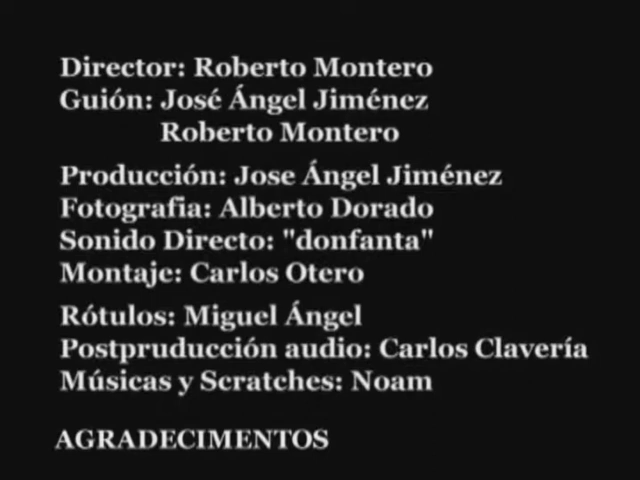 Director: Roberto Montero
Guión: José Ángel Jiménez
Roberto Montero
Producción: Jose Ángel Jiménez
Fotografia: Alberto Dorado
Sonido Directo: "donfanta"
Montaje: Carlos Otero
Rótulos: Miguel Ángel
Postpruducción audio: Carlos Clavería
Músicas y Scratches: Noam
AGRADECIMENTOS